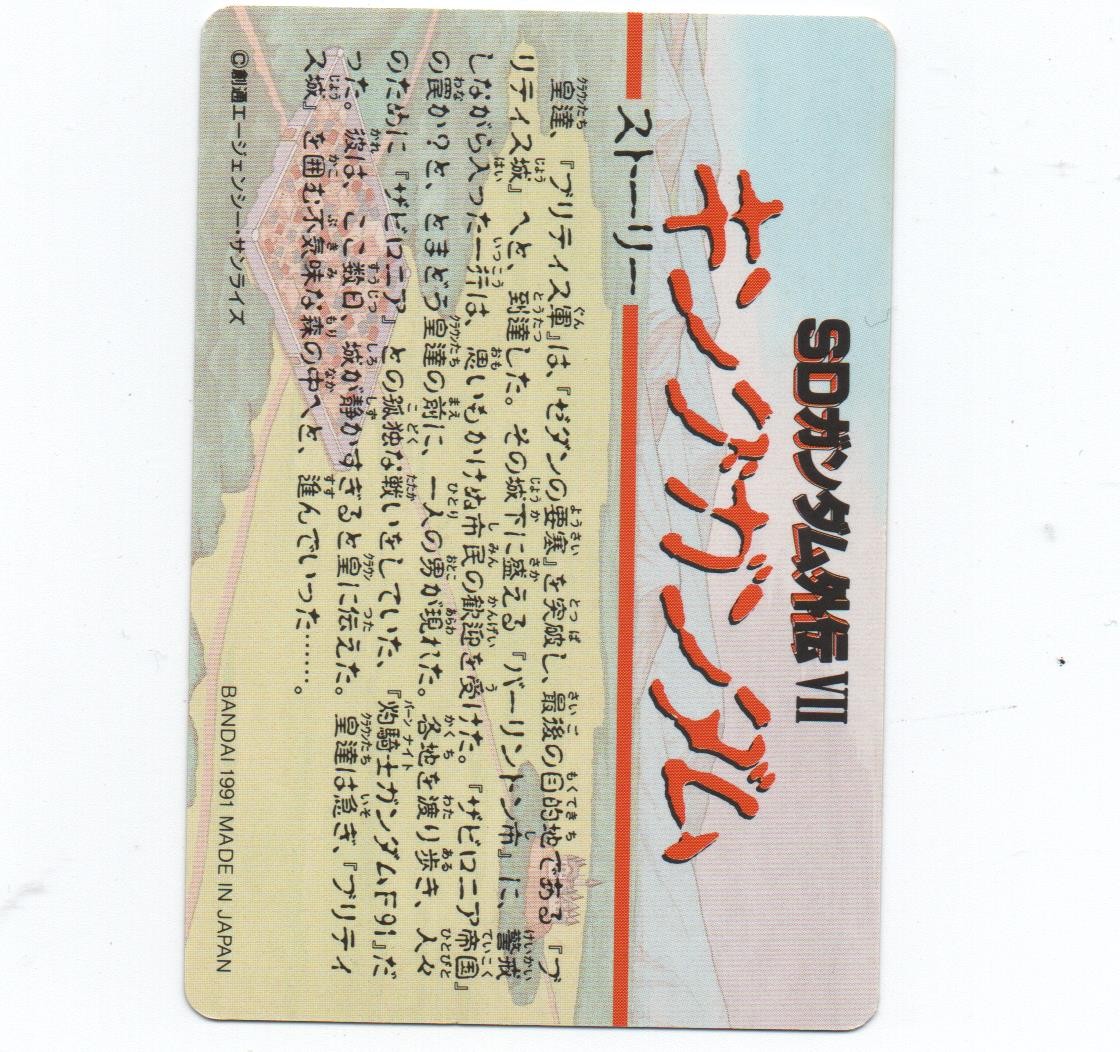 SDガンダム外伝 VII
キングガンダム
ストーリー
皇達、『ブリティス軍』は、『ゼダンの要塞』を突破し、最後の目的地である『ブ
リティス城』へと、到達した。その城下に盛える『バーリントン市』に、警戒
しながら入った一行は、思いもかけぬ市民の歓迎を受けた。『ザビロニア帝国』
の罠か?と、とまどう皇達の前に、一人の男が現れた。各地を渡り歩き、人々
のために『ザビロニア』との孤独な戦いをしていた、『灼騎士ガンダムF91』だ
った。彼は、ここ数日、城が静かすぎると皇に伝えた。皇達は急ぎ、『ブリティ
ス城』を囲む不気味な森の中へと、進んでいった……。
©創通エージェンシー・サンライズ
BANDAI 1991 MADE IN JAPAN